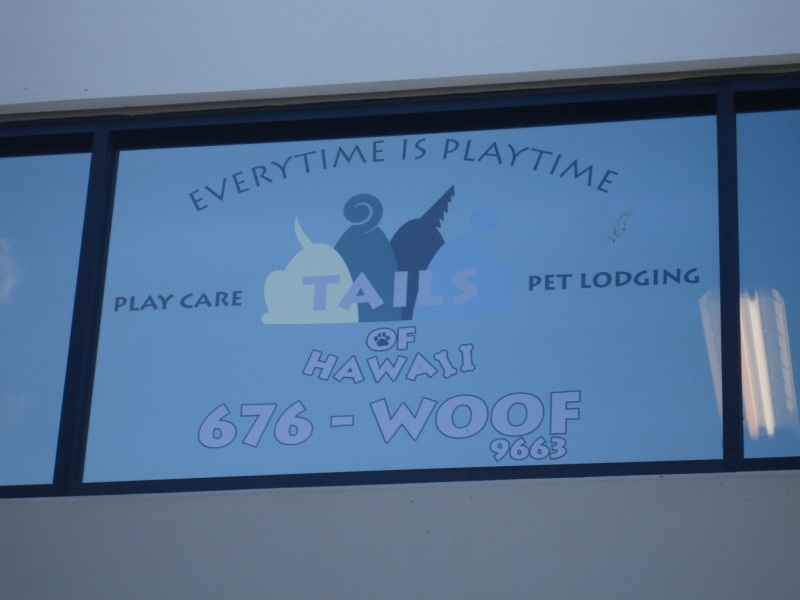 EVERYTIME IS PLAYTIME
PLAY CARE
TAILS
PET LODGING
OF
HAWAII
676 - WOOF
9663